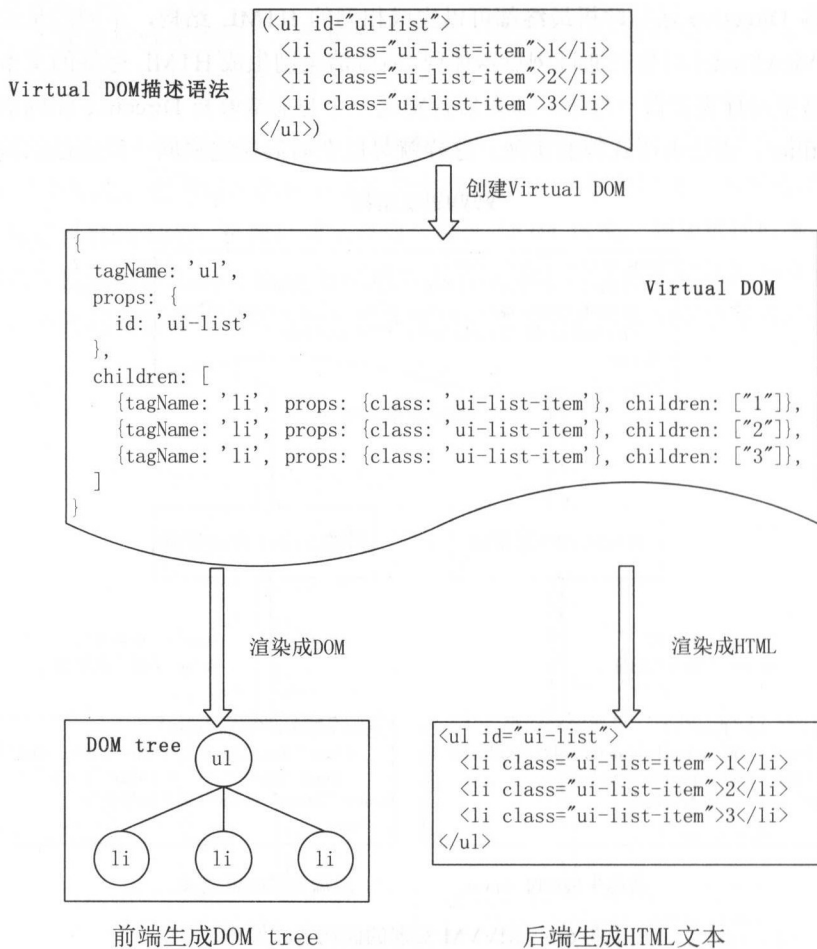 (<ul id="ui-list">
<li class="ui-list=item">1</li>
<li class="ui-list-item">2</li>
<li class="ui-list-item">3</li>
</ul>)
Virtual DOM描述语法
创建Virtual DOM
{
tagName: 'ul',
props: {
id: 'ui-list'
},
children: [
{tagName: 'li', props: {class: 'ui-list-item'}, children: ["1"]},
{tagName: 'li', props: {class: 'ui-list-item'}, children: ["2"]},
{tagName: 'li', props: {class: 'ui-list-item'}, children: ["3"]},
]
}
Virtual DOM
渲染成DOM
渲染成HTML
DOM tree
ul
li li li
<ul id="ui-list">
<li class="ui-list=item">1</li>
<li class="ui-list-item">2</li>
<li class="ui-list-item">3</li>
</ul>
前端生成DOM tree
后端生成HTML文本